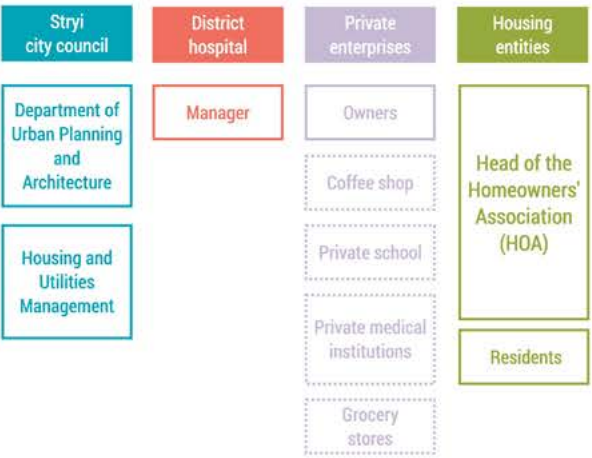 Stryi
city council
Department of
Urban Planning
and
Architecture
Housing and
Utilities
Management
District
hospital
Manager
Private
enterprises
Owners
Coffee shop
Private school
Private medical
institutions
Grocery
stores
Housing
entities
Head of the
Homeowners'
Association
(HOA)
Residents